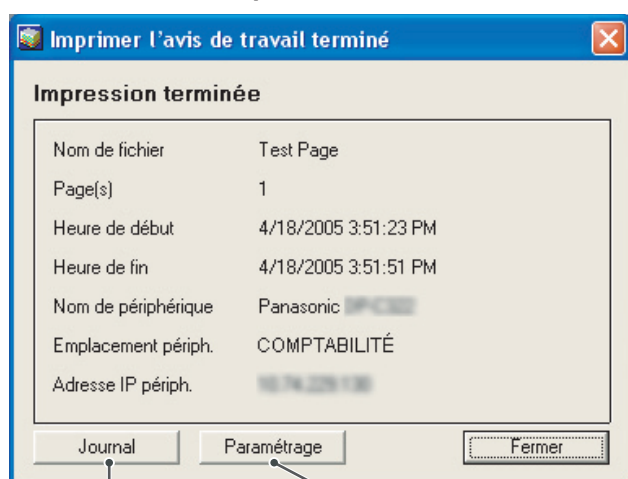 Imprimer l'avis de travail terminé
Impression terminée
Nom de fichier Test Page
Page(s) 1
Heure de début 4/18/2005 3:51:23 PM
Heure de fin 4/18/2005 3:51:51 PM
Nom de périphérique Panasonic
Emplacement périph. COMPTABILITÉ
Adresse IP périph.
Journal Paramétrage Fermer